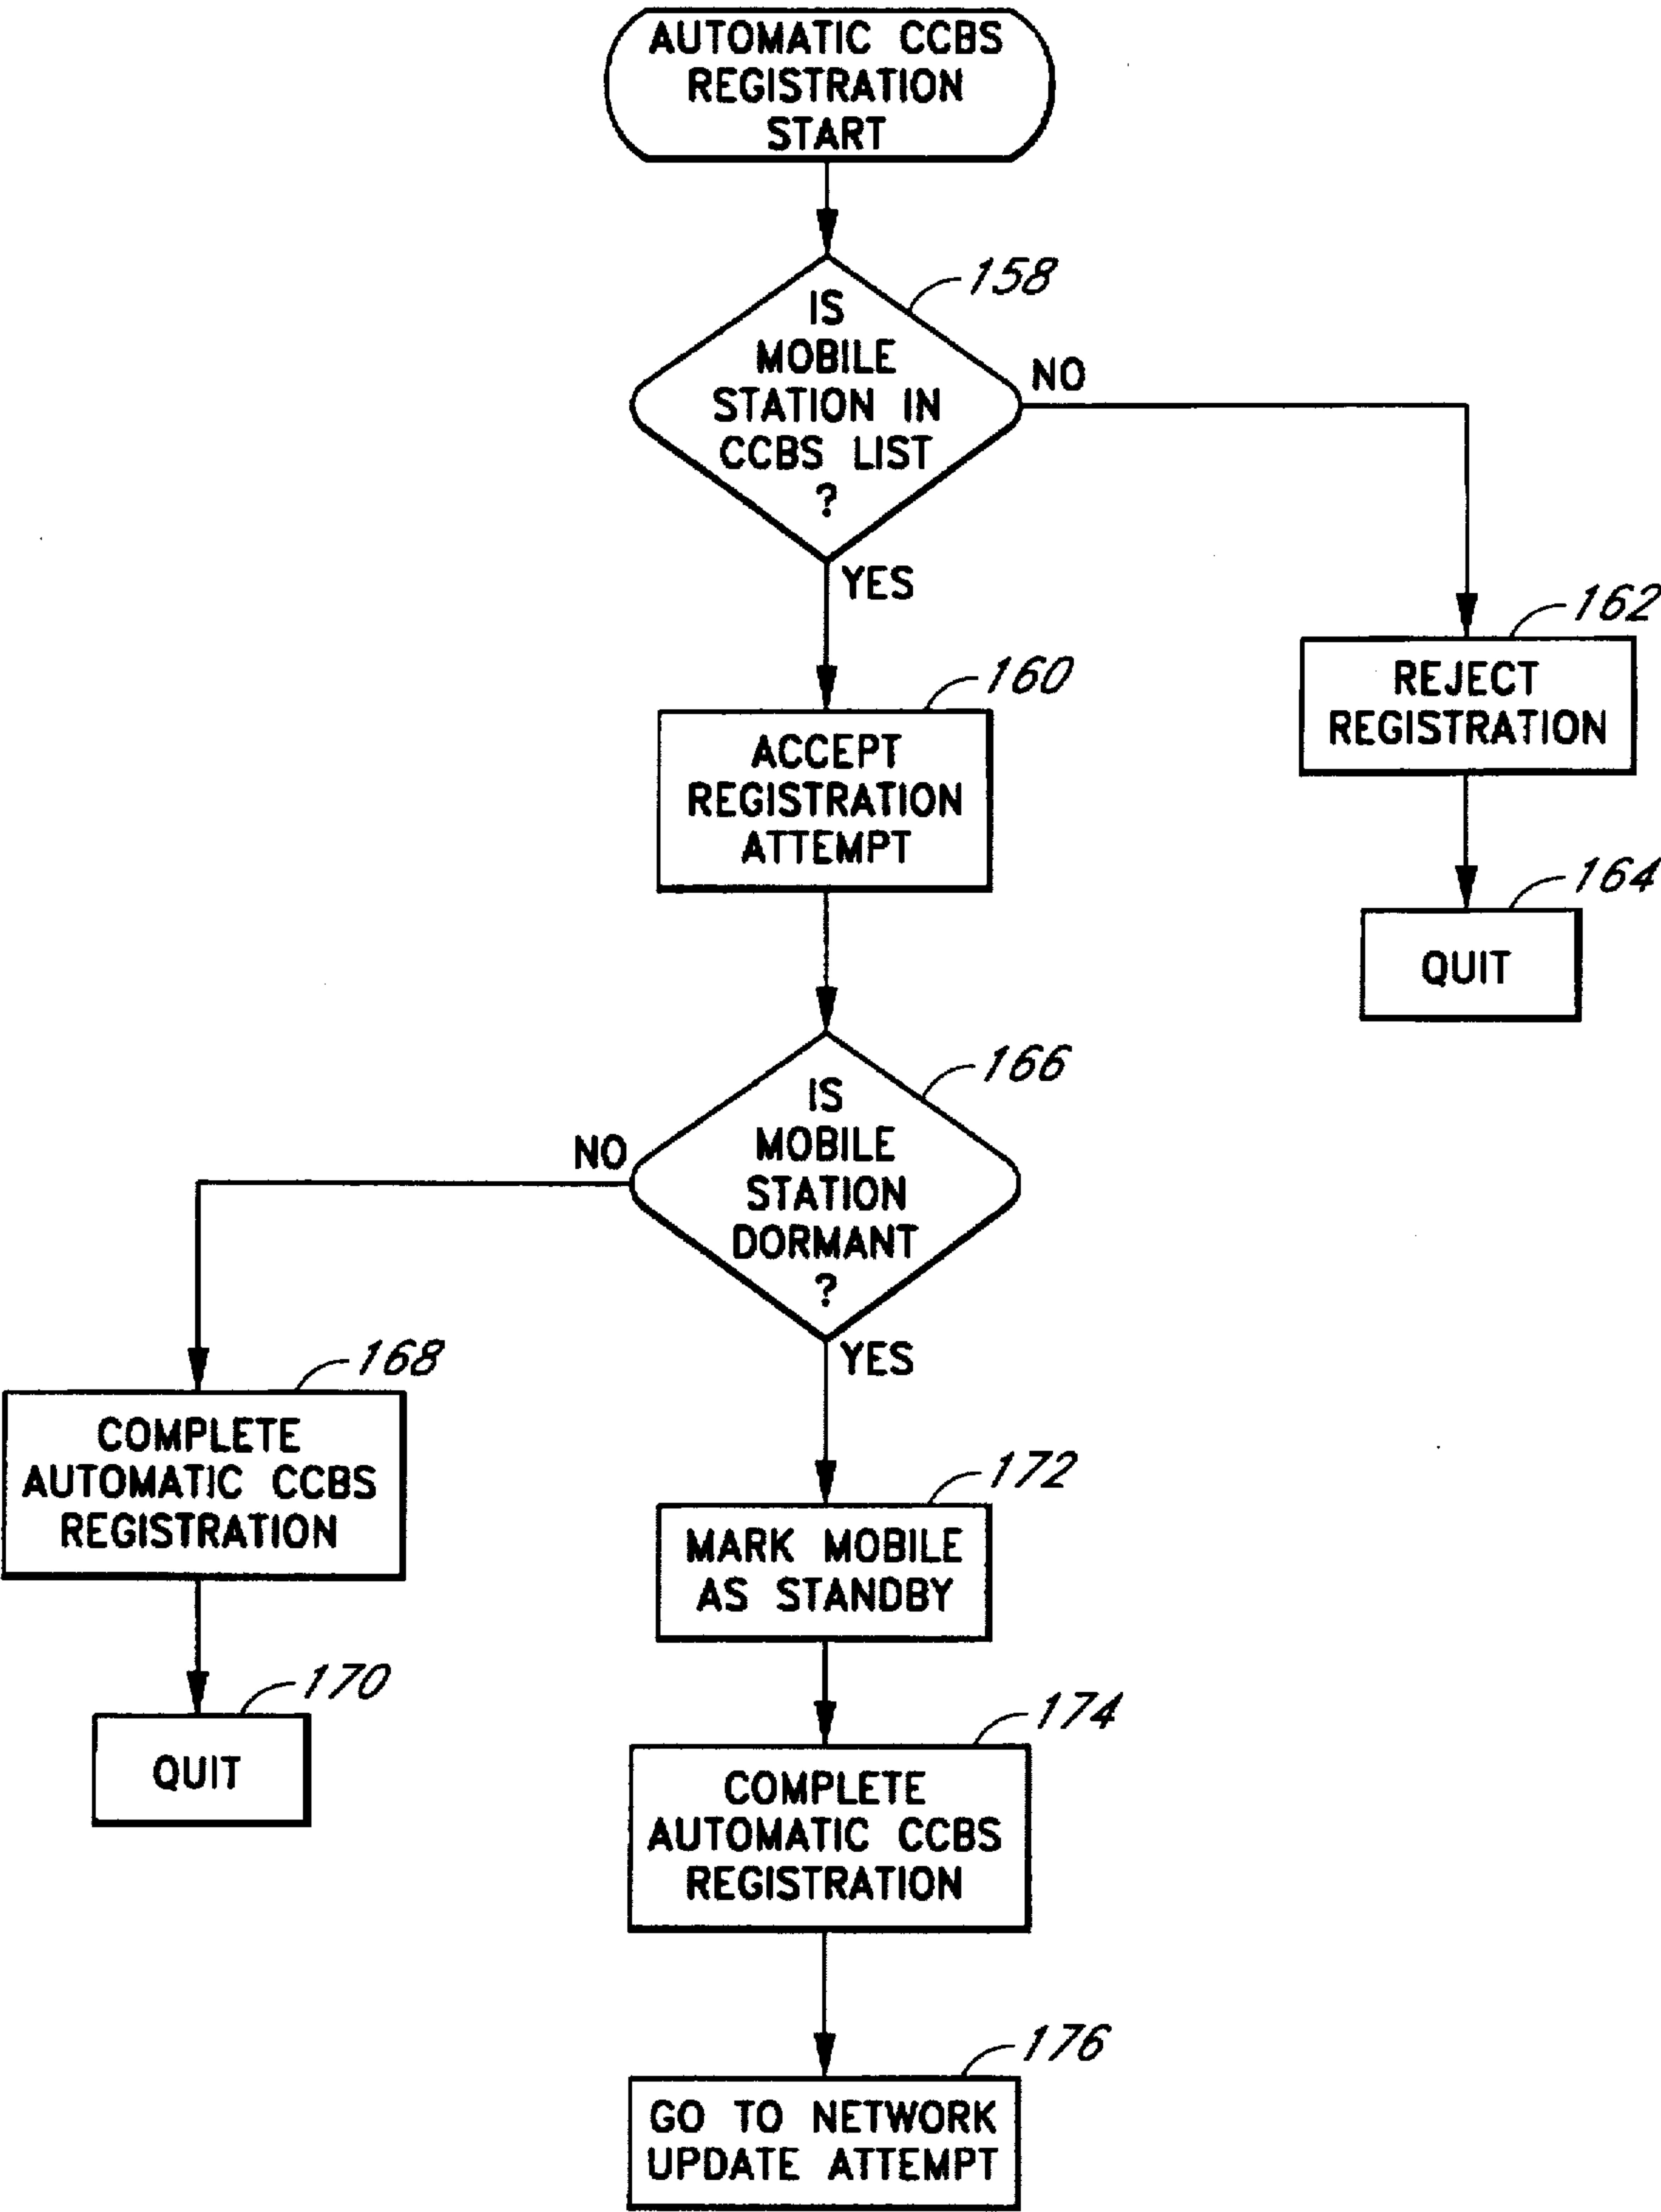 AUTOMATIC CCBS
REGISTRATION
START
158
IS
MOBILE
STATION IN
CCBS LIST
?
NO
YES
162
REJECT
REGISTRATION
160
ACCEPT
REGISTRATION
ATTEMPT
164
QUIT
166
IS
MOBILE
STATION
DORMANT
?
NO
YES
168
COMPLETE
AUTOMATIC CCBS
REGISTRATION
172
MARK MOBILE
AS STANDBY
170
QUIT
174
COMPLETE
AUTOMATIC CCBS
REGISTRATION
176
GO TO NETWORK
UPDATE ATTEMPT